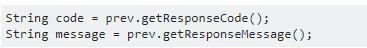 String code = prev.getResponseCode();
String message = prev.getResponseMessage();